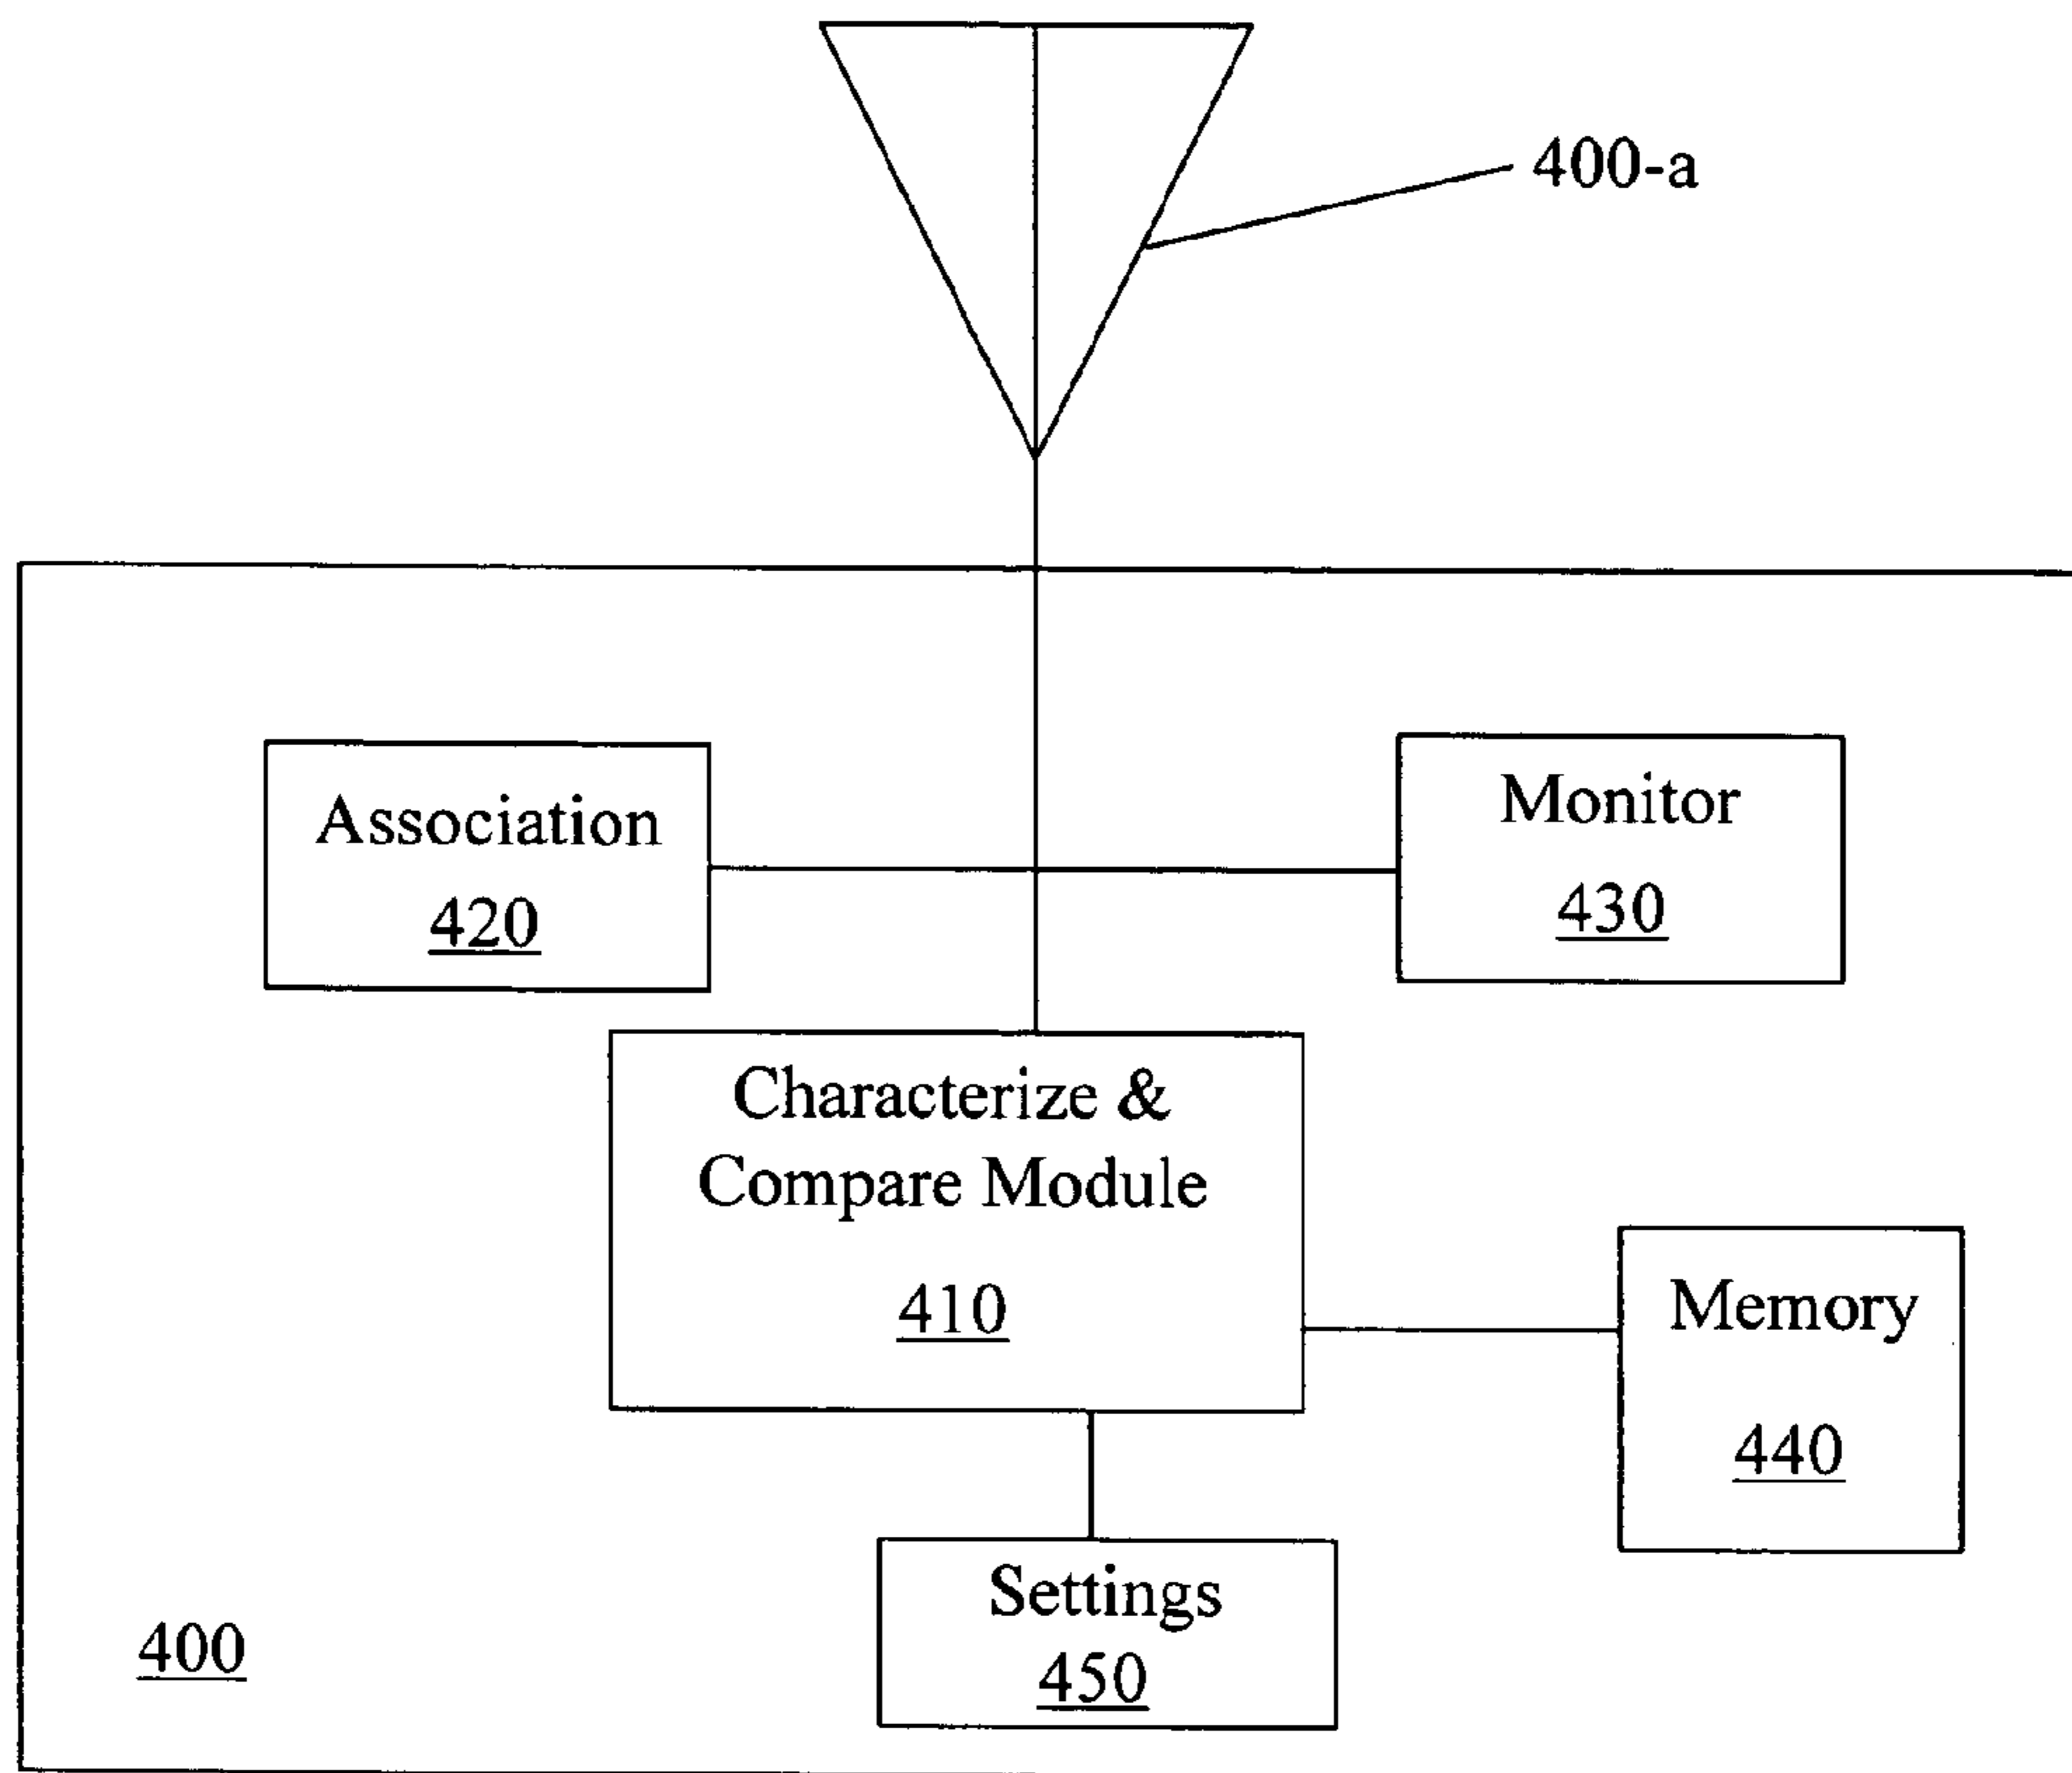 400-a
Association
420
Monitor
430
Characterize &
Compare Module
410
Memory
440
Settings
450
400